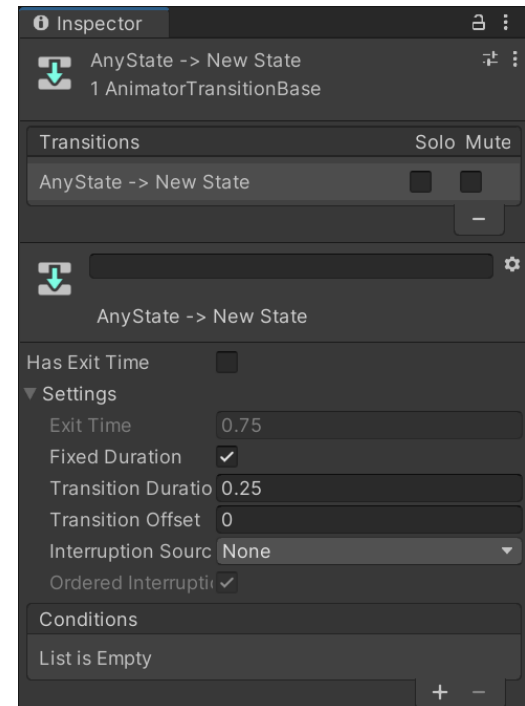 Inspector
AnyState -> New State
1 AnimatorTransitionBase
Transitions Solo Mute
AnyState -> New State
AnyState -> New State
Has Exit Time
Settings
Exit Time 0.75
Fixed Duration
Transition Duratio 0.25
Transition Offset 0
Interruption Sourc None
Ordered Interrupti
Conditions
List is Empty